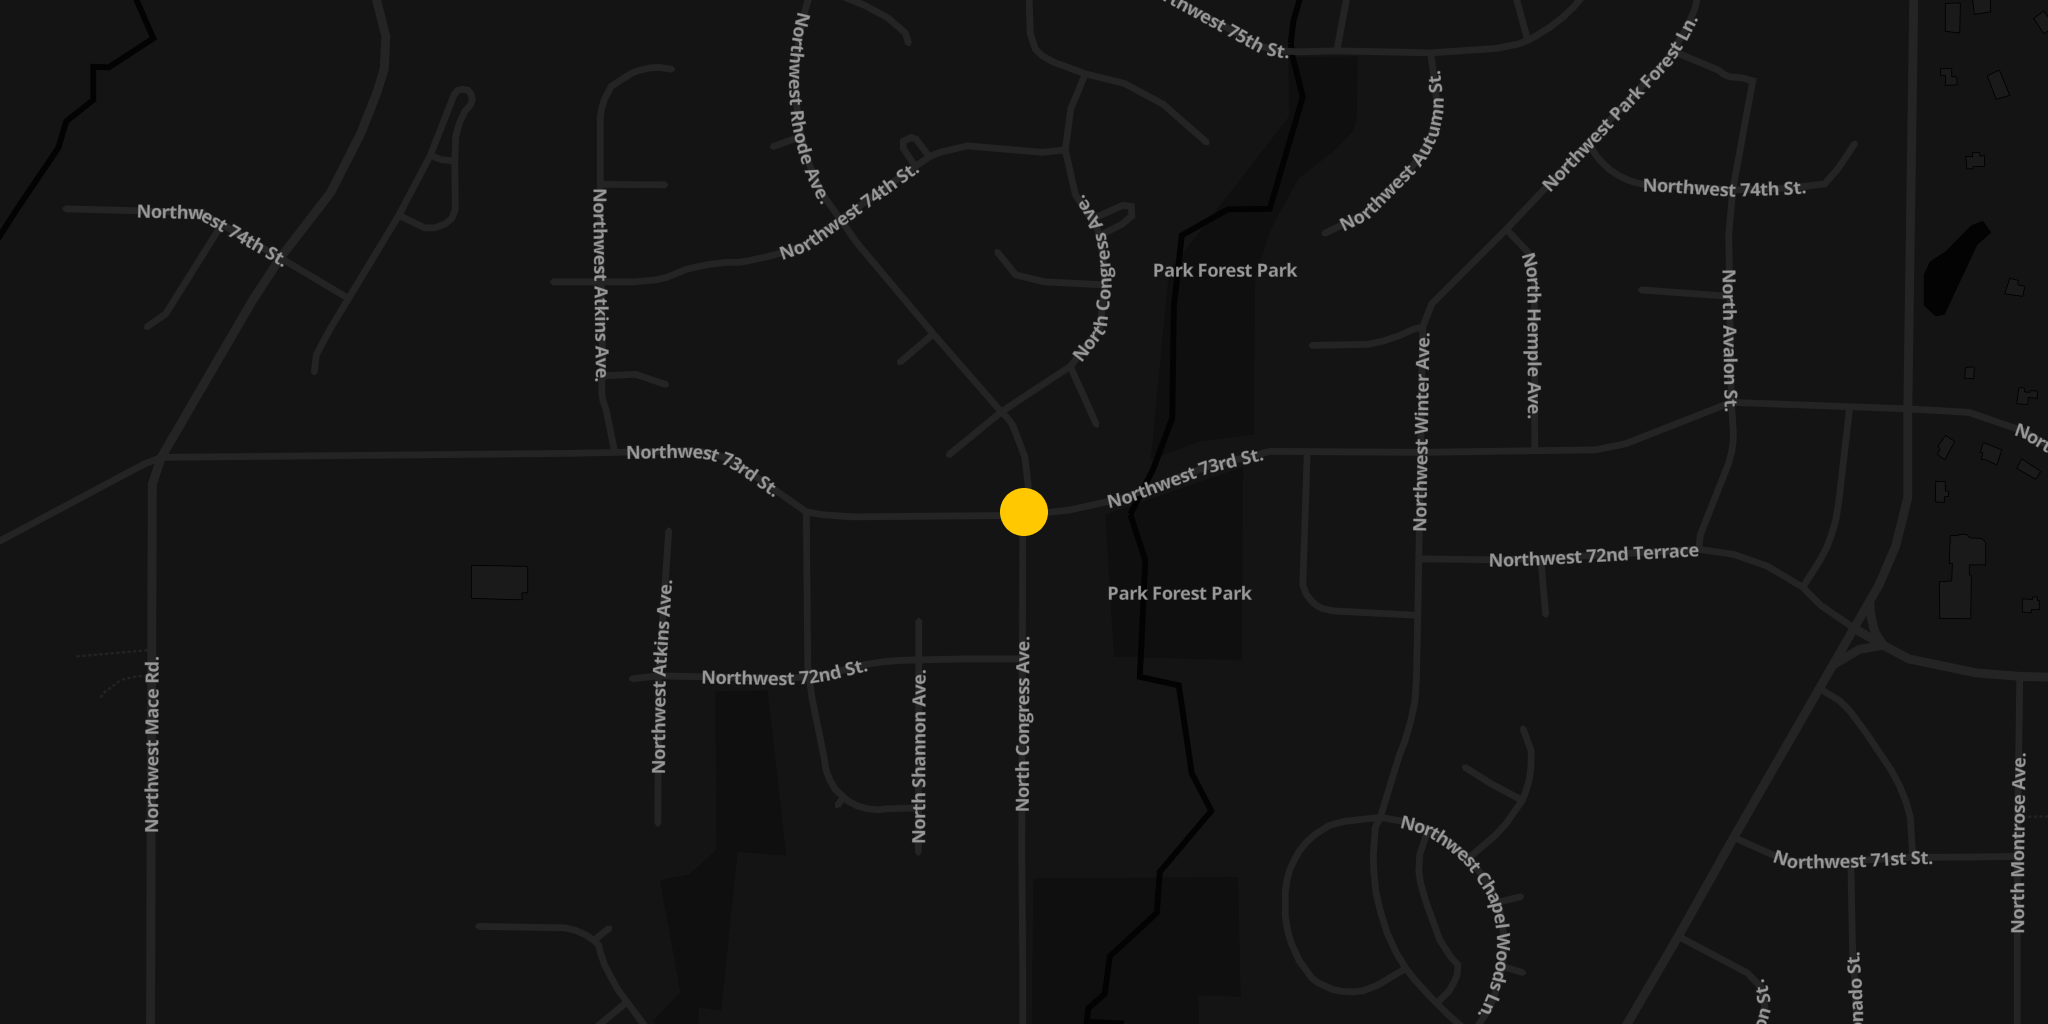 Northwest 75th St.
Northwest Park Forest Ln.
Northwest Rhode Ave.
Northwest Autumn St.
Northwest 74th St.
Northwest 74th St.
Northwest 74th St.
Northwest Atkins Ave.
North Congress Ave.
Park Forest Park
North Hemple Ave.
North Avalon St.
Northwest Winter Ave.
Northwest 73rd St.
Northwest 73rd St.
Northwest 72nd Terrace
Park Forest Park
Northwest Atkins Ave.
Northwest 72nd St.
Northwest Mace Rd.
North Shannon Ave.
North Congress Ave.
Northwest Chapel Woods Ln.
Northwest 71st St.
North Montrose Ave.